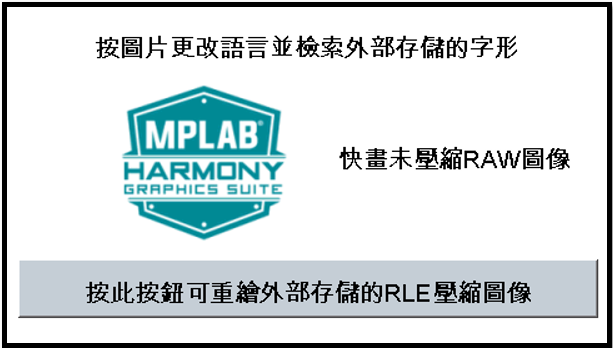 按圖片更改語言並檢索外部存儲的字形
MPLAB®
HARMONY
GRAPHICS SUITE
快畫未壓縮RAW圖像
按此按鈕可重繪外部存儲的RLE壓縮圖像